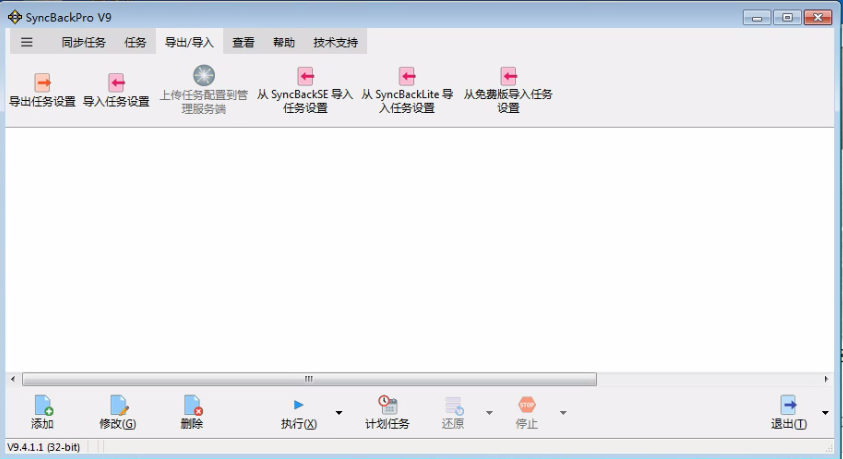 SyncBackPro V9
同步任务 任务 导出/导入 查看 帮助 技术支持
导出任务设置 导入任务设置 上传任务配置到管理服务端 从 SyncBackSE 导入任务设置 从 SyncBackLite 导入任务设置 从免费版导入任务设置
添加 修改(G) 删除 执行(X) 计划任务 还原 STOP 停止 退出(T)
V9.4.1.1 (32-bit)